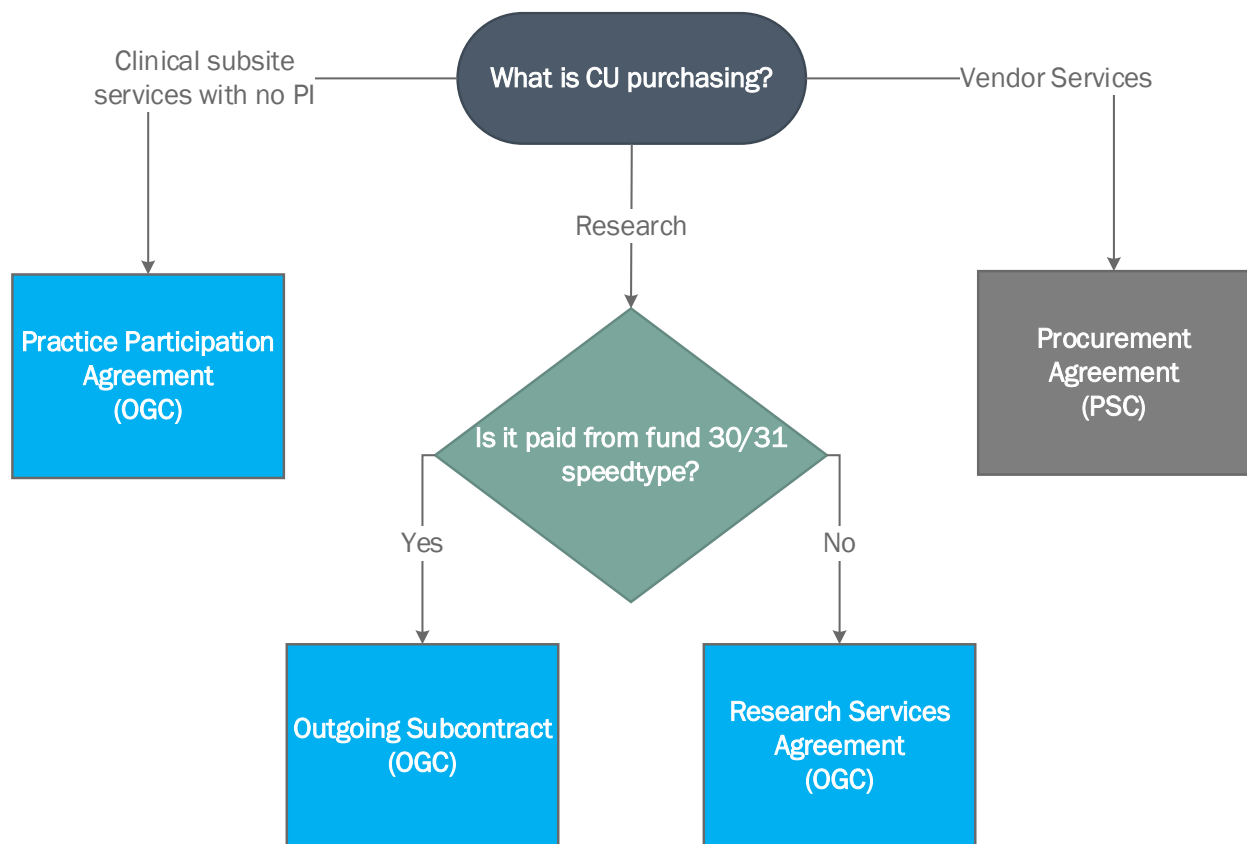 What is CU purchasing?
Clinical subsite
services with no PI
Vendor Services
Research
Practice Participation
Agreement
(OGC)
Procurement
Agreement
(PSC)
Is it paid from fund 30/31
speedtype?
Yes
No
Outgoing Subcontract
(OGC)
Research Services
Agreement
(OGC)